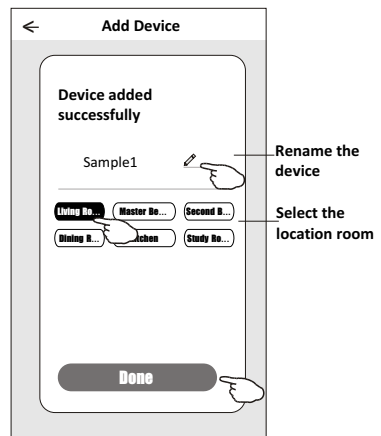 Add Device
Device added
successfully
Sample1
Rename the
device
Living Ro...
Master Be...
Second B...
Select the
location room
Dining R...
tchen
Study Ro...
Done